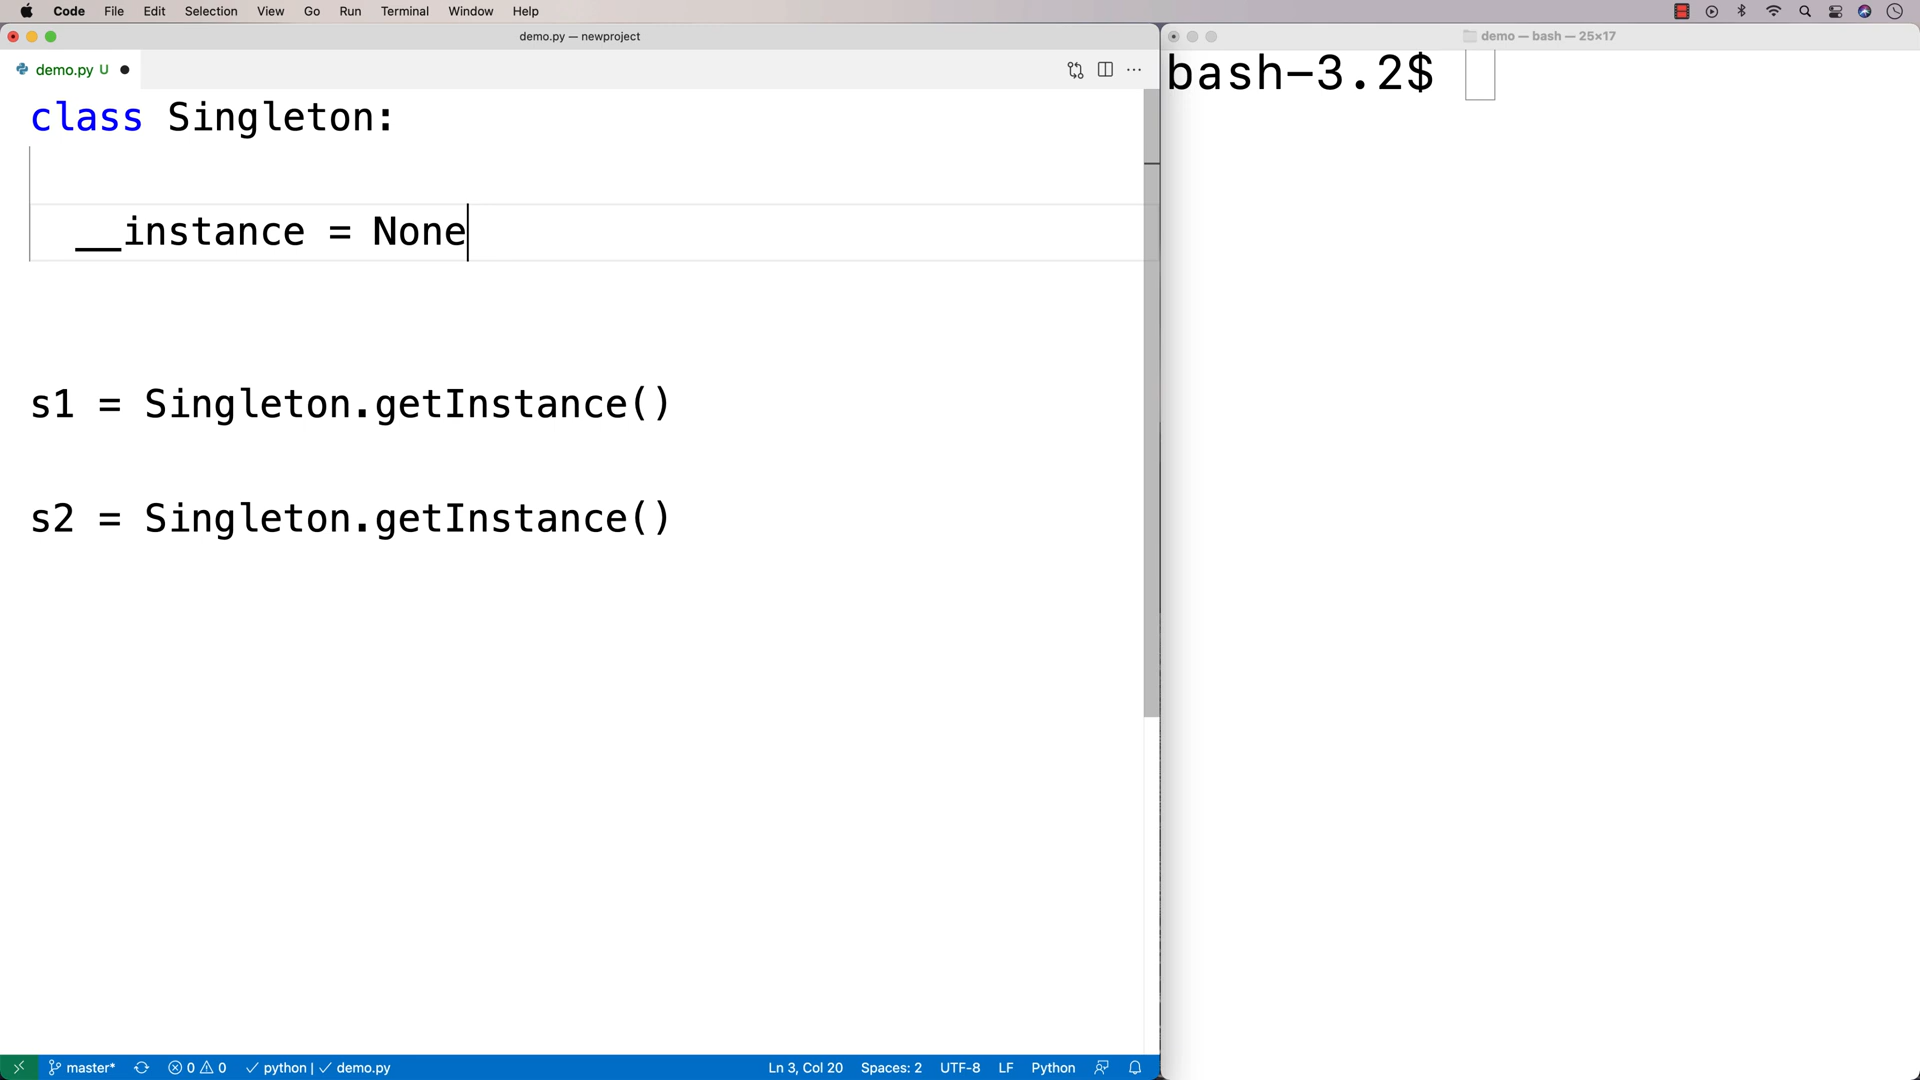 Code File Edit Selection View Go Run Terminal Window Help
demo.py — newproject
demo.py U
class Singleton:
__instance = None
s1 = Singleton.getInstance()
s2 = Singleton.getInstance()
master* 0 0 python | demo.py Ln 3, Col 20 Spaces: 2 UTF-8 LF Python
demo — bash — 25×17
bash-3.2$